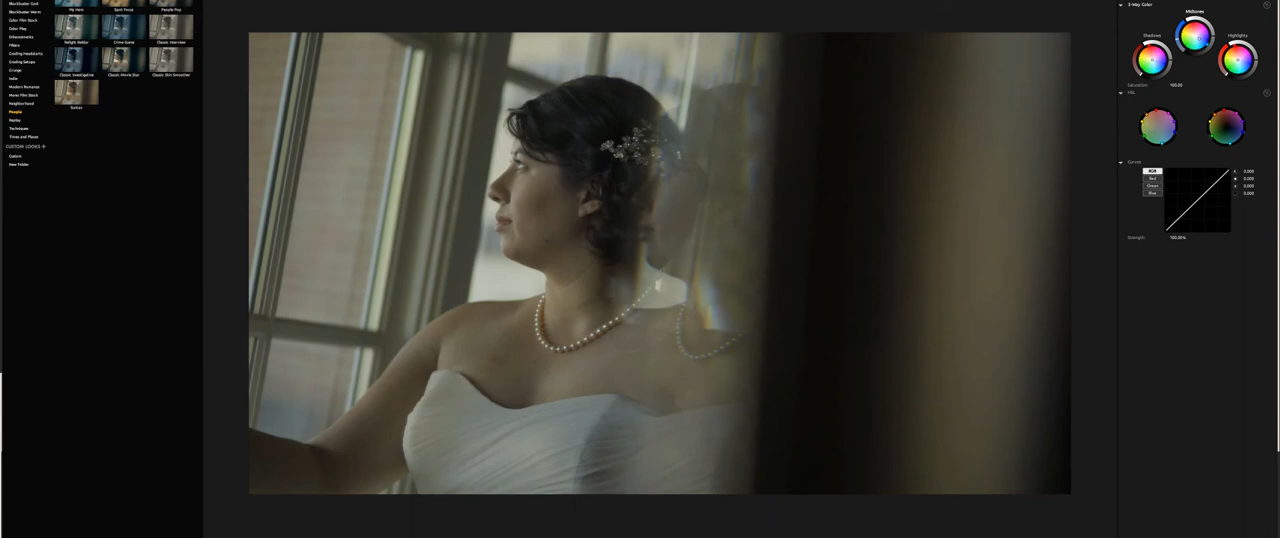 Blockbuster Cool
Blockbuster Warm
Color Film Stock
Color Play
Enhancements
Filters
Grading Headstarts
Grading Setups
Grunge
Indie
Modern Romance
Mono Film Stock
Neighborhood
People
Replay
Techniques
Times and Places
CUSTOM LOOKS +
Custom
New Folder
My Hero
Spot Focus
People Pop
Crime Scene
Classic Interview
Classic Investigative
Classic Movie Star
Classic Skin Smoother
SunLan
3-Way Color
Midtones
Shadows
Highlights
Saturation: 100.00
HSL
Curves
RGB
Red
Green
Blue
0.000
0.000
0.000
0.000
Strength: 100.00%